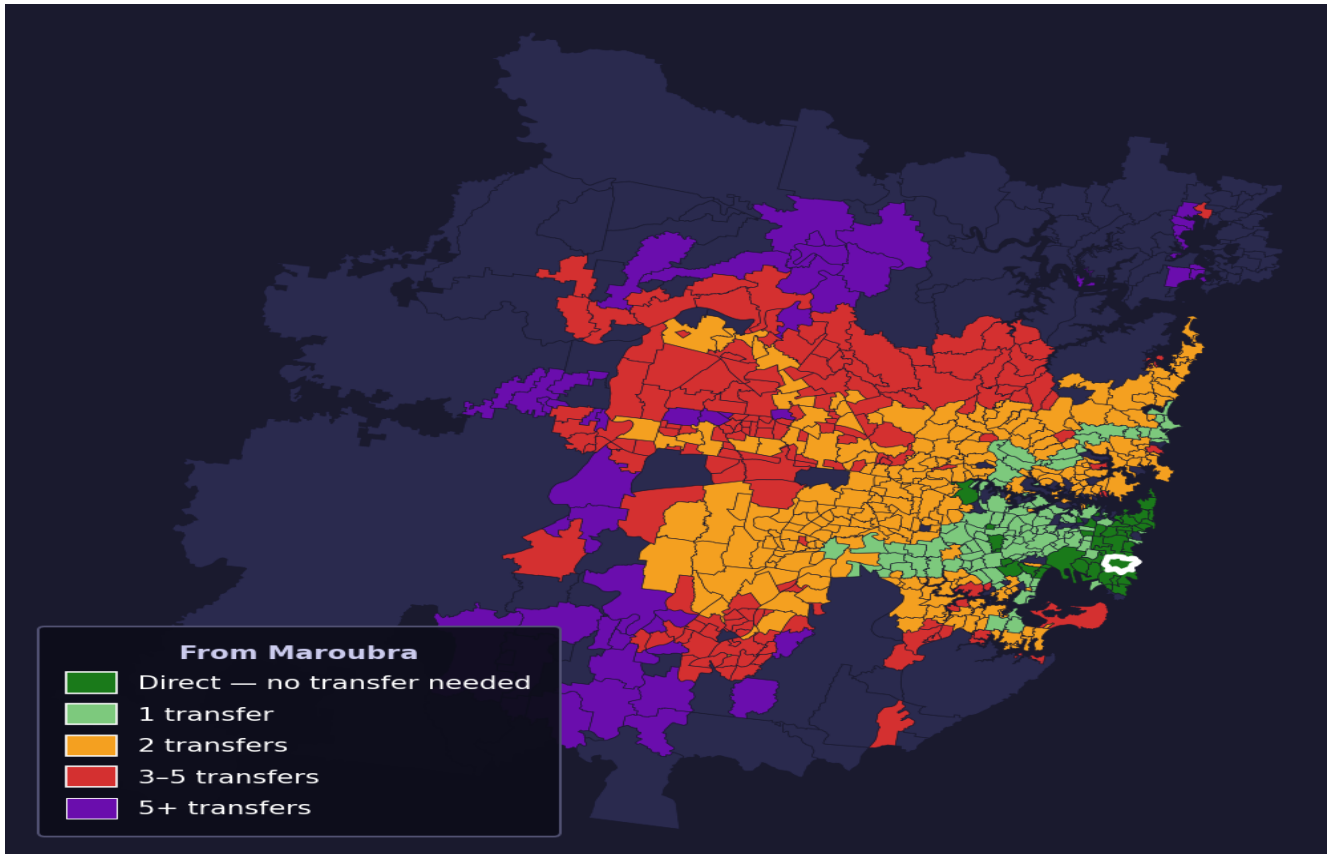 From Maroubra
Direct — no transfer needed
1 transfer
2 transfers
3–5 transfers
5+ transfers